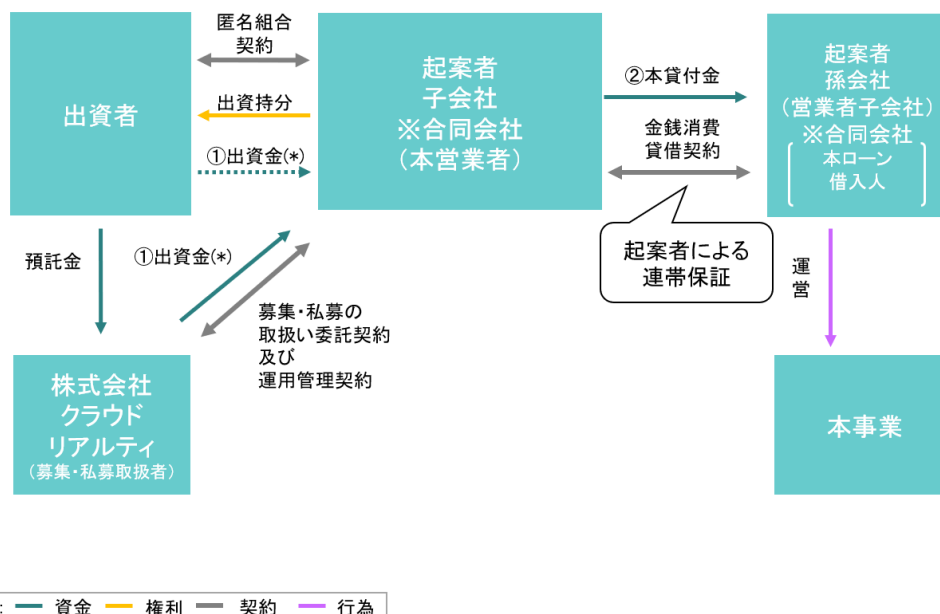 匿名組合
契約
出資者
出資持分
①出資金(*)
起案者
子会社
※合同会社
(本営業者)
②本貸付金
金銭消費
貸借契約
起案者
孫会社
(営業者子会社)
※合同会社
本ローン
借入人
起案者による
連帯保証
預託金
①出資金(*)
募集・私募の
取扱い委託契約
及び
運用管理契約
運
営
株式会社
クラウド
リアルティ
(募集・私募取扱者)
本事業
: 資金 権利 契約 行為